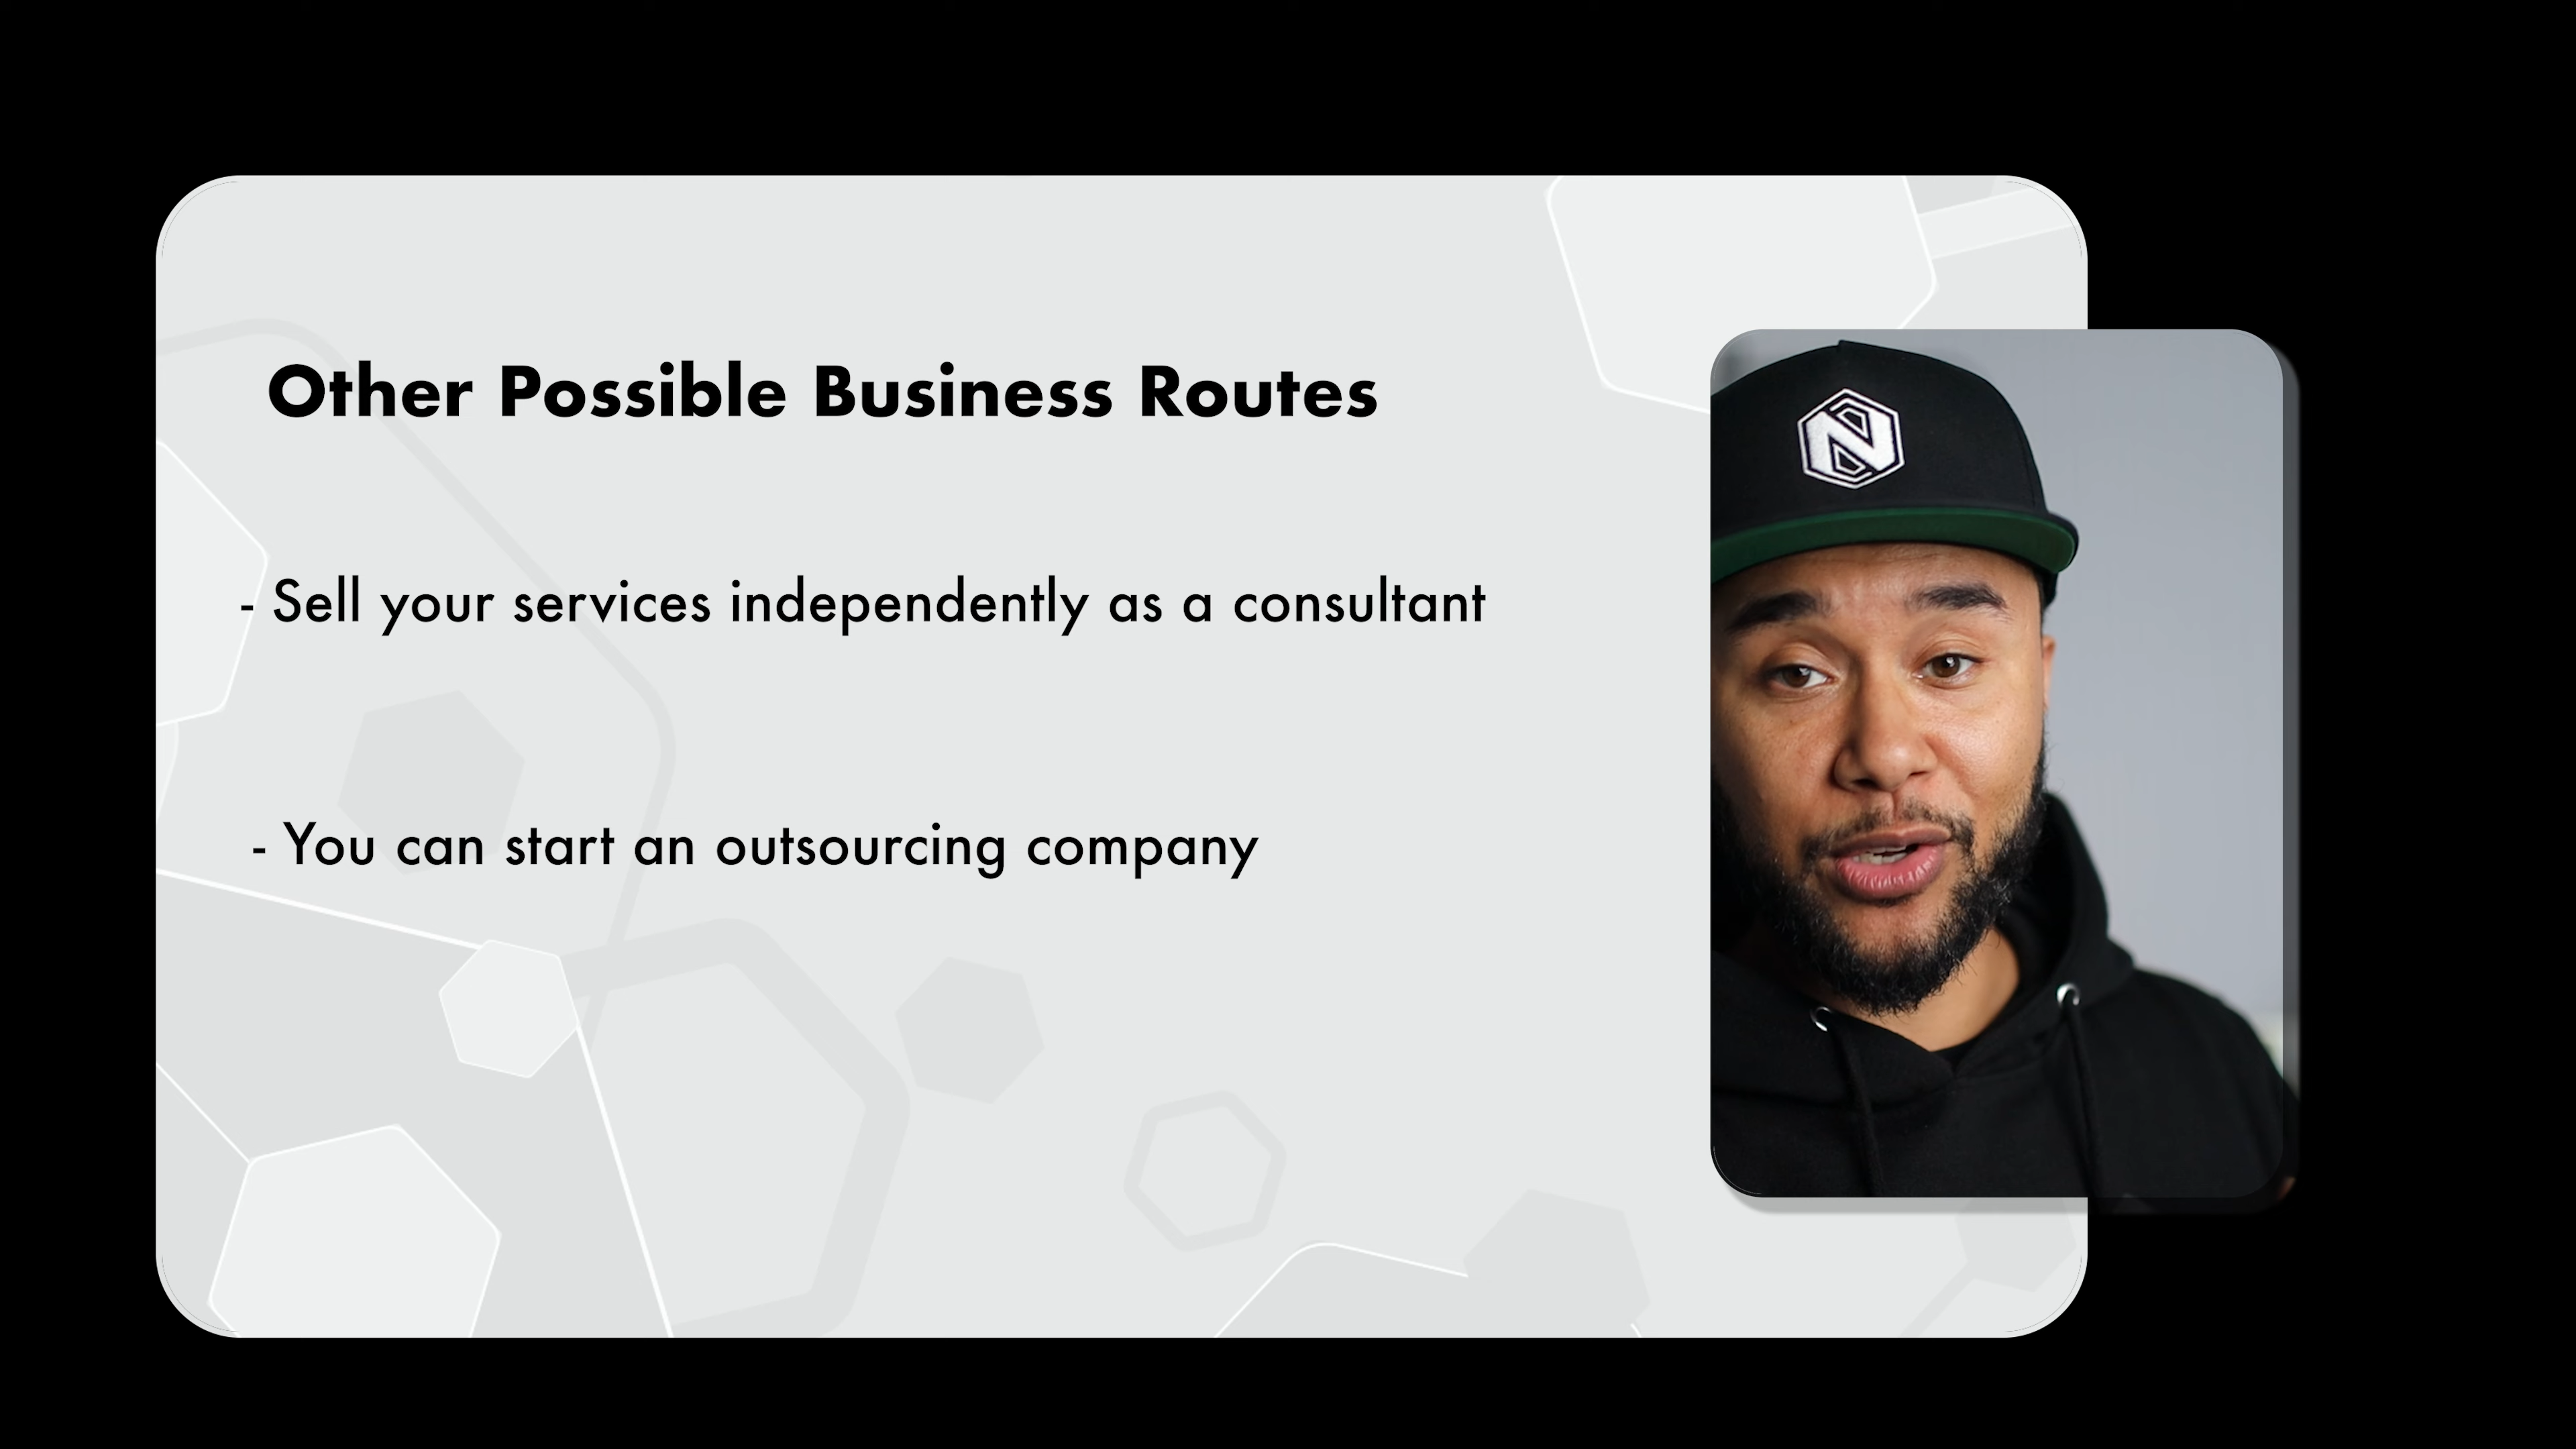 Other Possible Business Routes
- Sell your services independently as a consultant
- You can start an outsourcing company
N